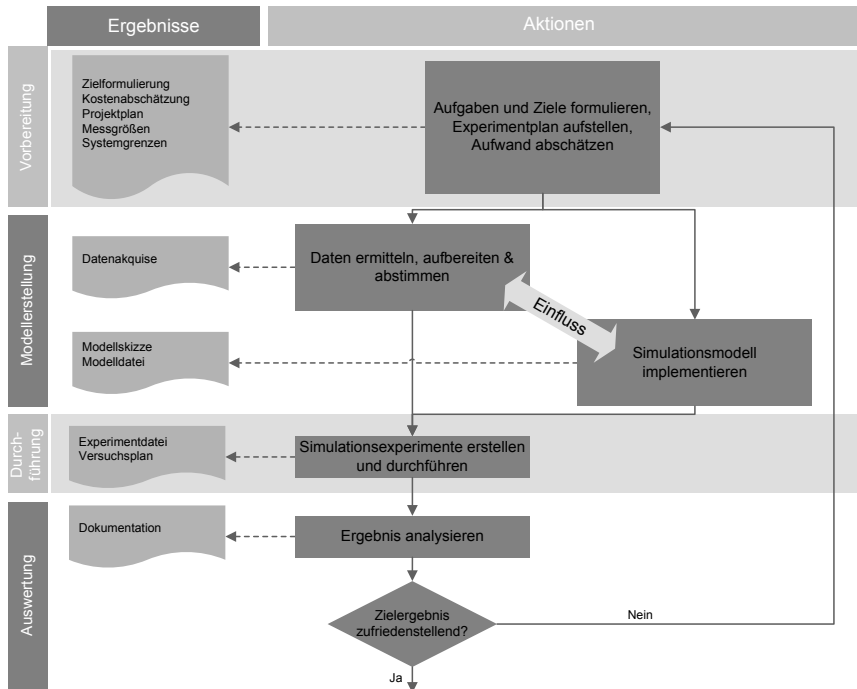 Ergebnisse
Aktionen
Vorbereitung
Zielformulierung
Kostenabschätzung
Projektplan
Messgrößen
Systemgrenzen
Aufgaben und Ziele formulieren,
Experimentplan aufstellen,
Aufwand abschätzen
Modellerstellung
Datenakquise
Daten ermitteln, aufbereiten &
abstimmen
Einfluss
Modellskizze
Modelldatei
Simulationsmodell
implementieren
Durch-
führung
Experimentdatei
Versuchsplan
Simulationsexperimente erstellen
und durchführen
Auswertung
Dokumentation
Ergebnis analysieren
Zielergebnis
zufriedenstellend?
Nein
Ja